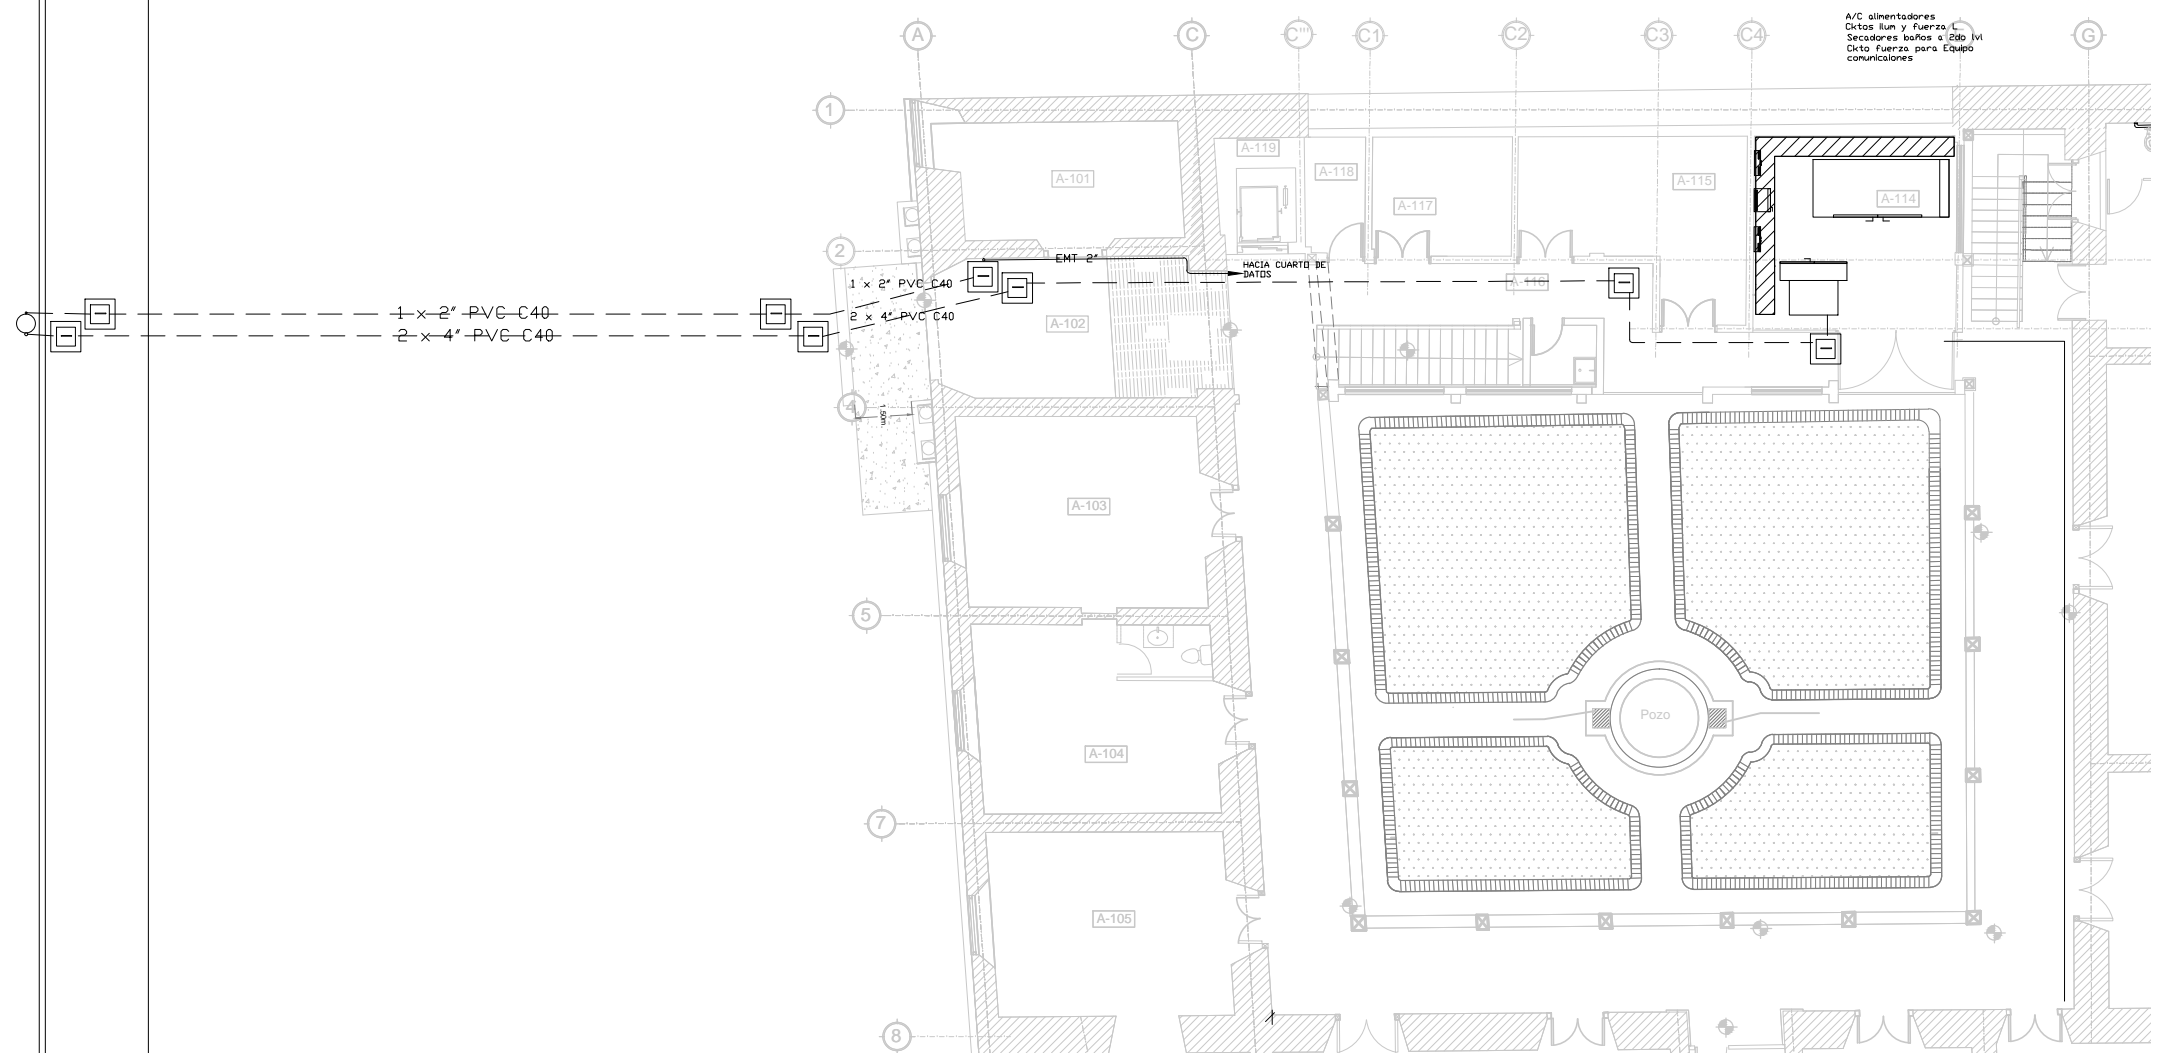 A/C alimentadores
Cktos Ilum y fuerza L
Secadores baños a 2do lvl
Ckto fuerza para Equipo
comunicaiones
A
C
C'''
C1
C2
C3
C4
G
1
A-119
A-118
A-101
A-115
A-114
A-117
2
EMT 2"
HACIA CUARTO DE
DATOS
1 x 2" PVC C40
A-116
1 x 2" PVC C40
2 x 4" PVC C40
A-102
2 x 4" PVC C40
4
1.50m.
A-103
5
Pozo
A-104
7
A-105
8